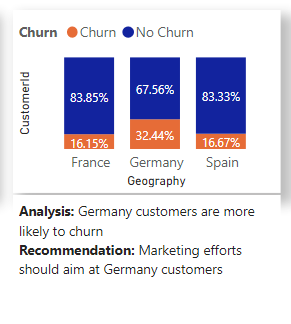 Churn Churn No Churn
CustomerId
83.85% 67.56% 83.33%
16.15% 32.44% 16.67%
France Germany Spain
Geography
Analysis: Germany customers are more
likely to churn
Recommendation: Marketing efforts
should aim at Germany customers